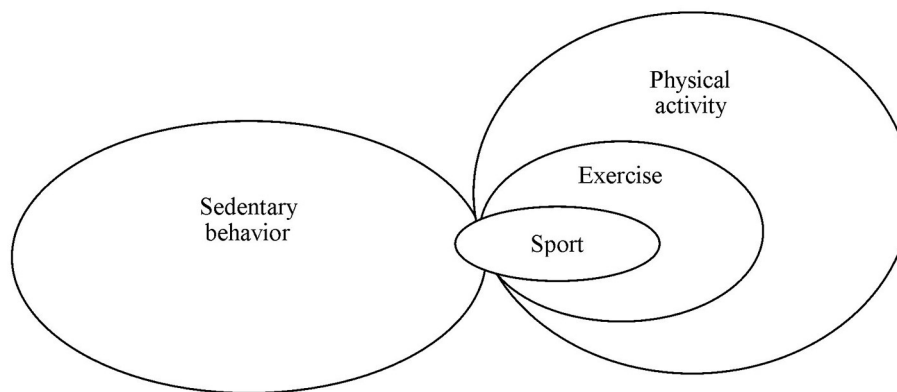 Physical
activity
Exercise
Sedentary
behavior
Sport